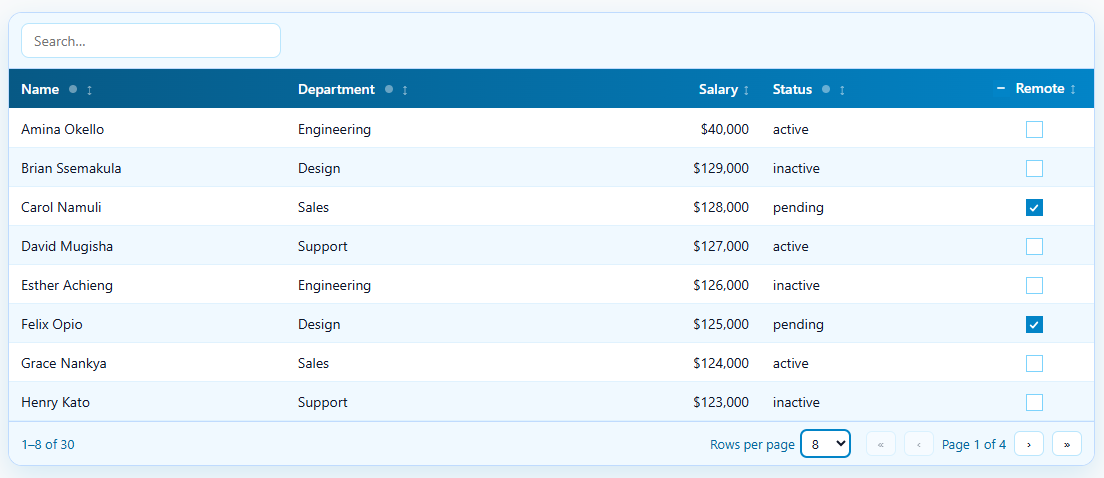 Search...
Name ↕ Department ↕ Salary ↕ Status ↕ − Remote ↕
Amina Okello Engineering $40,000 active
Brian Ssemakula Design $129,000 inactive
Carol Namuli Sales $128,000 pending
David Mugisha Support $127,000 active
Esther Achieng Engineering $126,000 inactive
Felix Opio Design $125,000 pending
Grace Nankya Sales $124,000 active
Henry Kato Support $123,000 inactive
1–8 of 30 Rows per page 8 « ‹ Page 1 of 4 › »